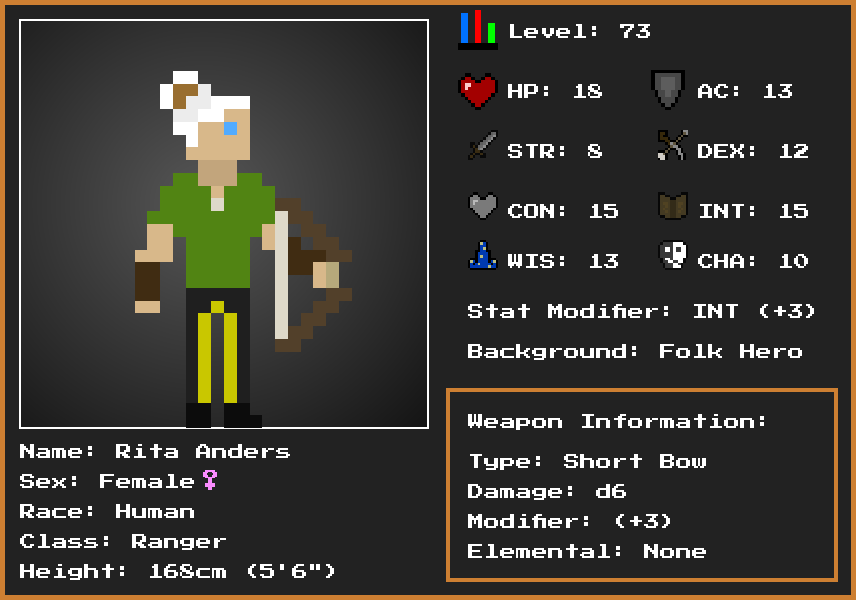 Level: 73
HP: 18
AC: 13
STR: 8
DEX: 12
CON: 15
INT: 15
WIS: 13
CHA: 10
Stat Modifier: INT (+3)
Background: Folk Hero
Weapon Information:
Type: Short Bow
Damage: d6
Modifier: (+3)
Elemental: None
Name: Rita Anders
Sex: Female♀
Race: Human
Class: Ranger
Height: 168cm (5'6")